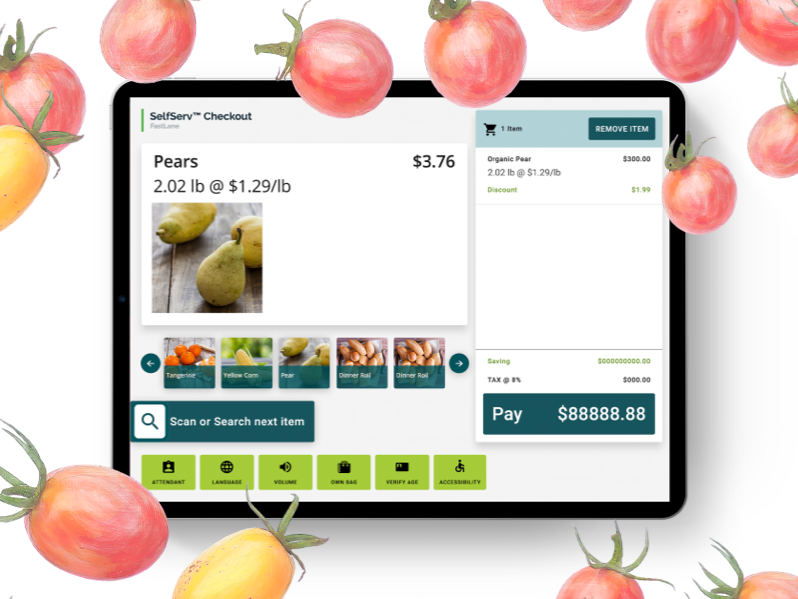 SelfServ™ Checkout
FastLane
Pears
$3.76
2.02 lb @ $1.29/lb
Tangerine
Yellow Corn
Pear
Dinner Roll
Dinner Roll
Scan or Search next item
ATTENDANT
LANGUAGE
VOLUME
OWN BAG
VERIFY AGE
ACCESSIBILITY
1 Item
REMOVE ITEM
Organic Pear
$300.00
2.02 lb @ $1.29/lb
Discount
$1.99
Saving
$000000000.00
TAX @ 8%
$000.00
Pay
$88888.88